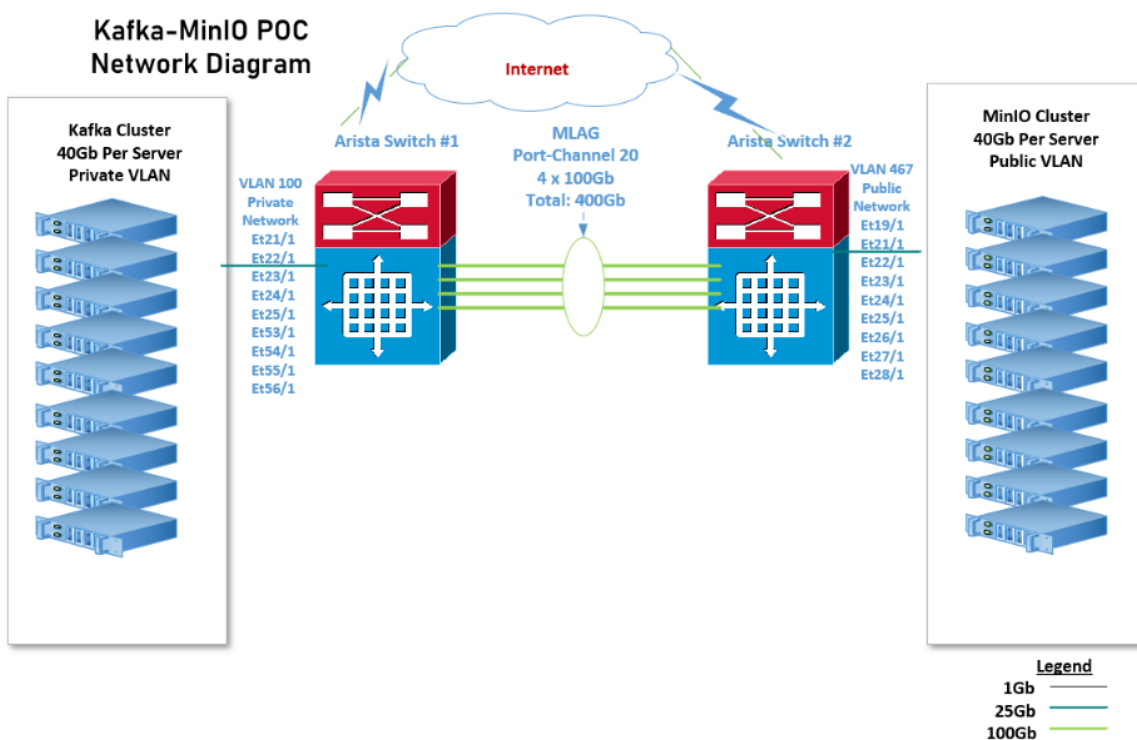 Kafka-MinIO POC
Network Diagram
Internet
Kafka Cluster
40Gb Per Server
Private VLAN
Arista Switch #1
MLAG
Port-Channel 20
4 x 100Gb
Total: 400Gb
Arista Switch #2
MinIO Cluster
40Gb Per Server
Public VLAN
VLAN 100
Private
Network
Et21/1
Et22/1
Et23/1
Et24/1
Et25/1
Et53/1
Et54/1
Et55/1
Et56/1
VLAN 467
Public
Network
Et19/1
Et21/1
Et22/1
Et23/1
Et24/1
Et25/1
Et26/1
Et27/1
Et28/1
Legend
1Gb
25Gb
100Gb